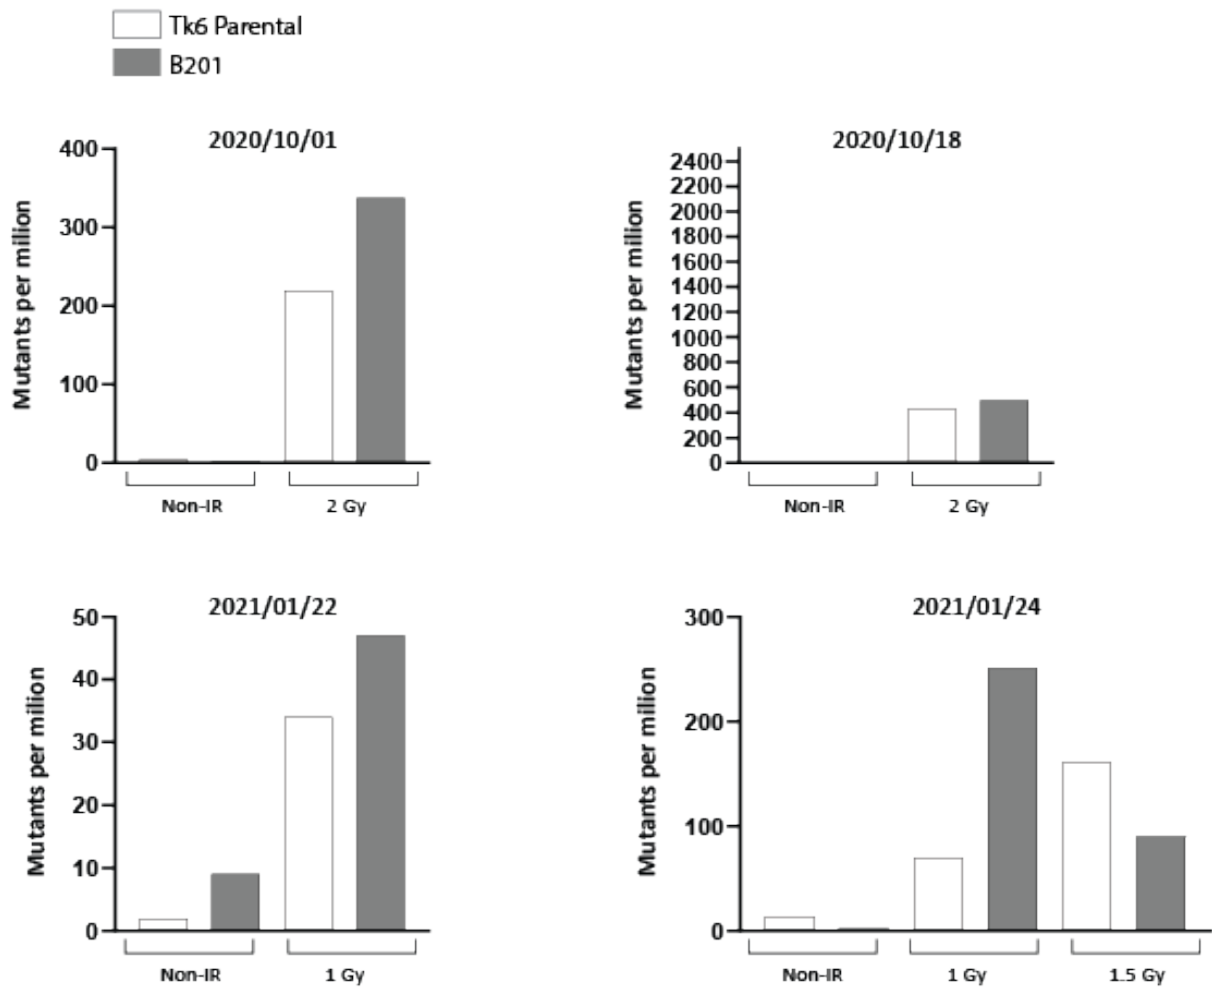 Tk6 Parental
B201
2020/10/01
Mutants per milion
400
300
200
100
0
Non-IR
2 Gy
2020/10/18
Mutants per milion
2400
2200
2000
1800
1600
1400
1200
1000
800
600
400
200
0
Non-IR
2 Gy
2021/01/22
Mutants per milion
50
40
30
20
10
0
Non-IR
1 Gy
2021/01/24
Mutants per milion
300
200
100
0
Non-IR
1 Gy
1.5 Gy